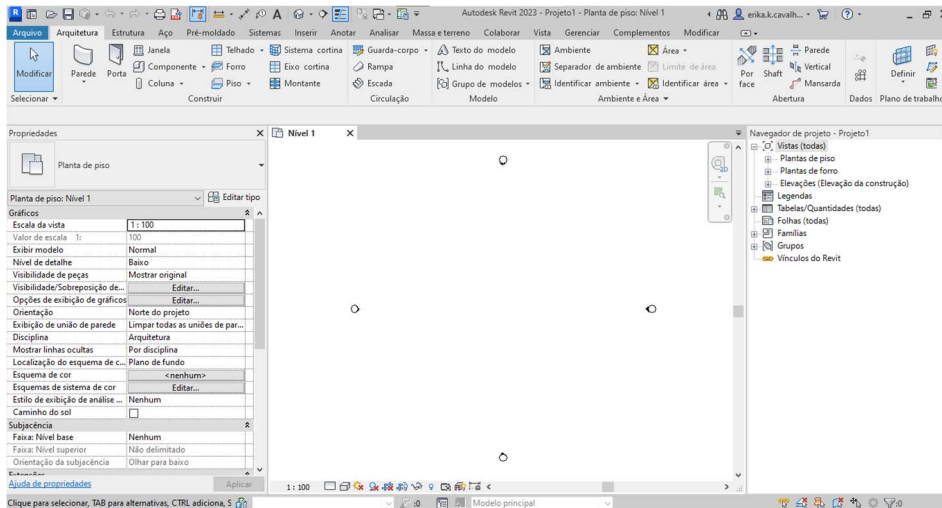 Autodesk Revit 2023 - Projeto1 - Planta de piso: Nível 1
erika.k.cavalh...
Arquivo Arquitetura Estrutura Aço Pré-moldado Sistemas Inserir Anotar Analisar Massa e terreno Colaborar Vista Gerenciar Complementos Modificar
Modificar
Parede
Porta
Janela
Componente
Coluna
Telhado
Forro
Piso
Sistema cortina
Eixo cortina
Montante
Guarda-corpo
Rampa
Escada
Texto do modelo
Linha do modelo
Grupo de modelos
Ambiente
Separador de ambiente
Identificar ambiente
Área
Limite de área
Identificar área
Por face
Shaft
Parede
Vertical
Mansarda
Definir
Selecionar Construir Circulação Modelo Ambiente e Área Abertura Dados Plano de trabalho
Propriedades
Planta de piso
Planta de piso: Nível 1 Editar tipo
Gráficos
Escala da vista 1 : 100
Valor de escala 1: 100
Exibir modelo Normal
Nível de detalhe Baixo
Visibilidade de peças Mostrar original
Visibilidade/Sobreposição de... Editar...
Opções de exibição de gráficos Editar...
Orientação Norte do projeto
Exibição de união de parede Limpar todas as uniões de par...
Disciplina Arquitetura
Mostrar linhas ocultas Por disciplina
Localização do esquema de c... Plano de fundo
Esquema de cor <nenhum>
Esquemas de sistema de cor Editar...
Estilo de exibição de análise ... Nenhum
Caminho do sol
Subjacência
Faixa: Nível base Nenhum
Faixa: Nível superior Não delimitado
Orientação da subjacência Olhar para baixo
Extensões
Ajuda de propriedades Aplicar
Nível 1
1 : 100
Navegador de projeto - Projeto1
Vistas (todas)
Plantas de piso
Plantas de forro
Elevações (Elevação da construção)
Legendas
Tabelas/Quantidades (todas)
Folhas (todas)
Famílias
Grupos
Vínculos do Revit
Clique para selecionar, TAB para alternativas, CTRL adiciona, S :0 Modelo principal :0